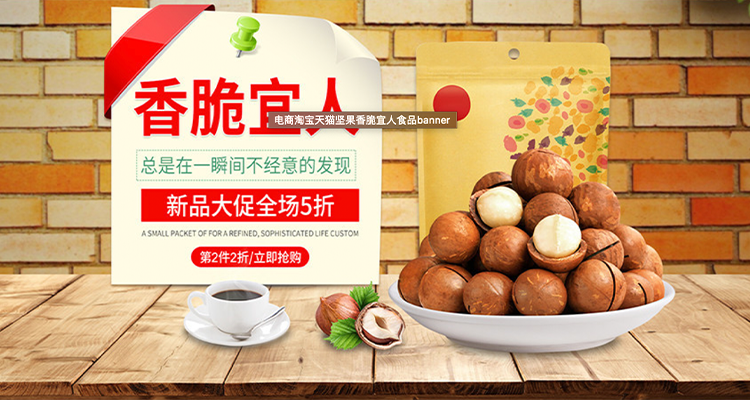 香脆宜人
电商淘宝天猫坚果香脆宜人食品banner
总是在一瞬间不经意的发现
新品大促全场5折
A SMALL PACKET OF FOR A REFINED, SOPHISTICATED LIFE CUSTOM
第2件2折/立即抢购